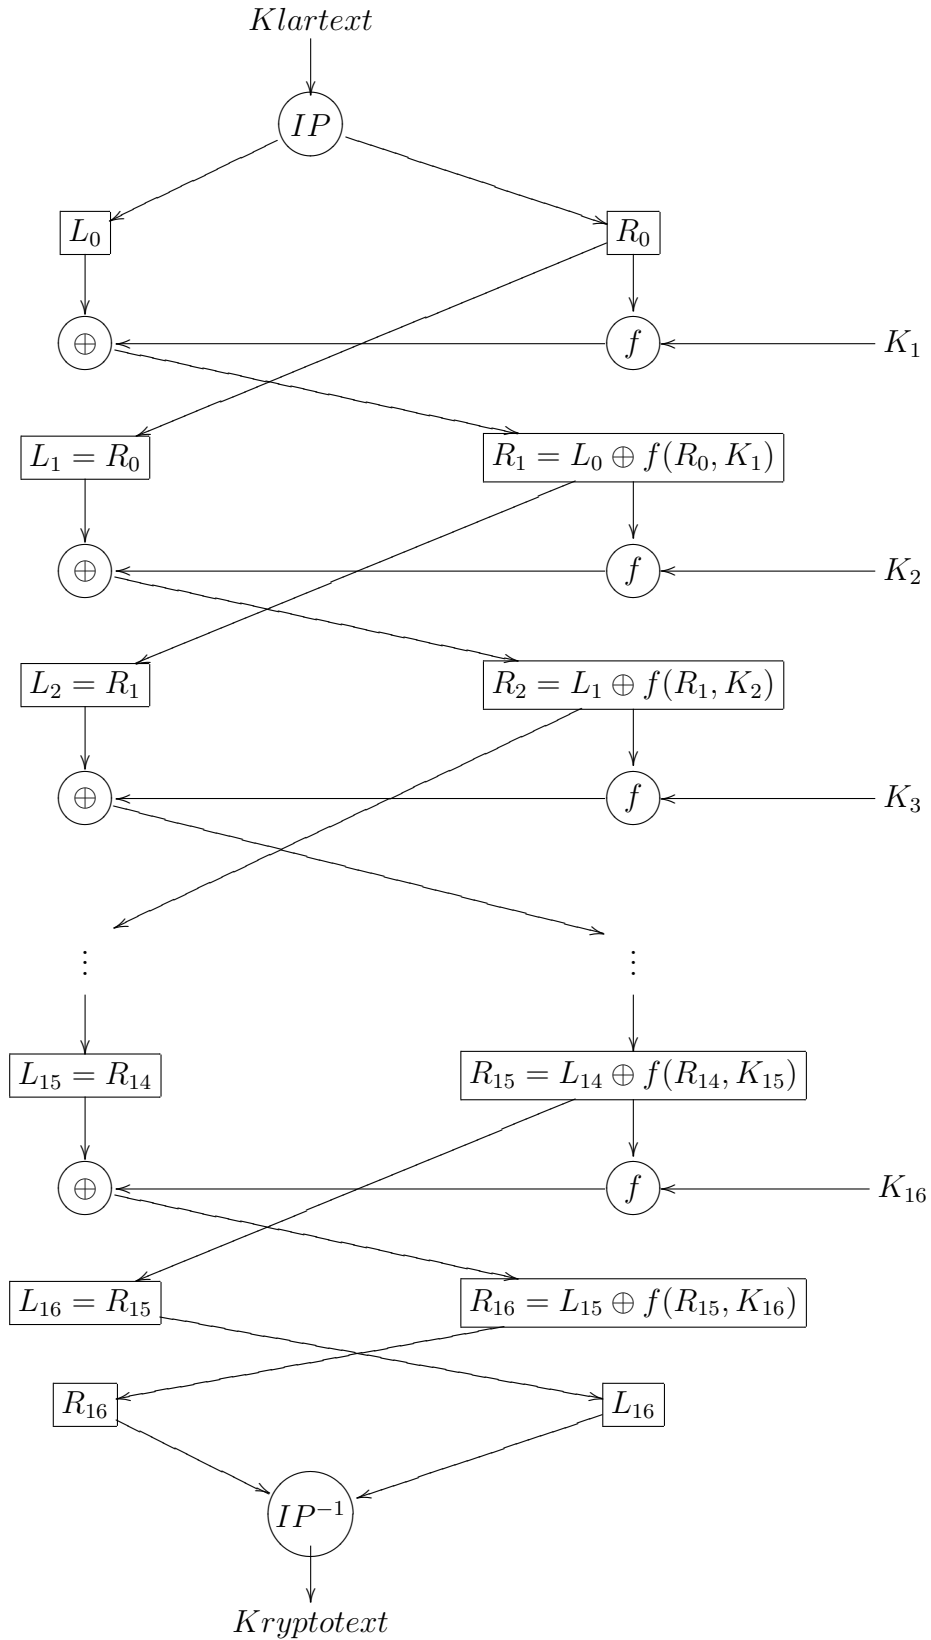 Klartext
IP
L₀ R₀
⊕ f K₁
L₁ = R₀ R₁ = L₀ ⊕ f(R₀, K₁)
⊕ f K₂
L₂ = R₁ R₂ = L₁ ⊕ f(R₁, K₂)
⊕ f K₃
⋮ ⋮
L₁₅ = R₁₄ R₁₅ = L₁₄ ⊕ f(R₁₄, K₁₅)
⊕ f K₁₆
L₁₆ = R₁₅ R₁₆ = L₁₅ ⊕ f(R₁₅, K₁₆)
R₁₆ L₁₆
IP⁻¹
Kryptotext